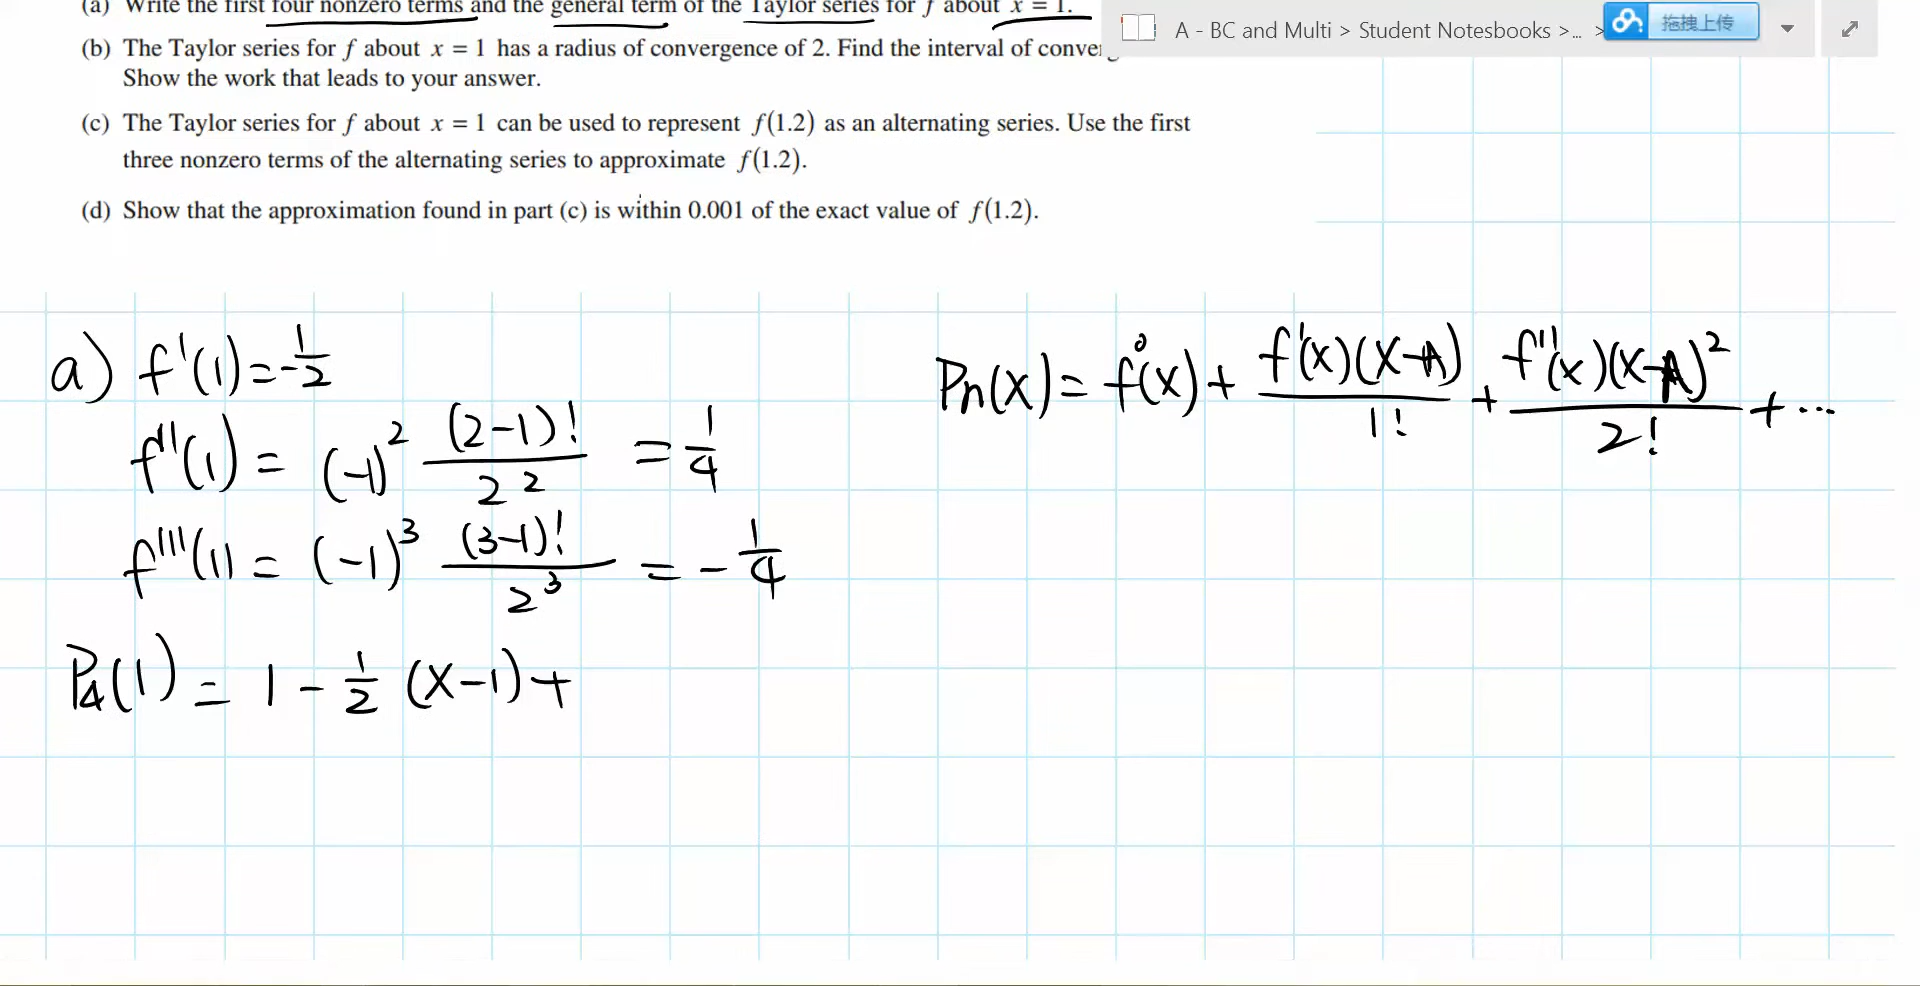 (a) Write the first four nonzero terms and the general term of the Taylor series for f about x = 1.
A - BC and Multi > Student Notesbooks >... >
拖拽上传
(b) The Taylor series for f about x = 1 has a radius of convergence of 2. Find the interval of
Show the work that leads to your answer.
(c) The Taylor series for f about x = 1 can be used to represent f(1.2) as an alternating series. Use the first
three nonzero terms of the alternating series to approximate f(1.2).
(d) Show that the approximation found in part (c) is within 0.001 of the exact value of f(1.2).
a) f'(1) = -1/2
f''(1) = (-1)^2 (2-1)!/2^2 = 1/4
f'''(1) = (-1)^3 (3-1)!/2^3 = -1/4
P4(1) = 1 - 1/2 (x-1) +
Pn(x) = f^0(x) + f'(x)(x-A)/1! + f''(x)(x-A)^2/2! + ...